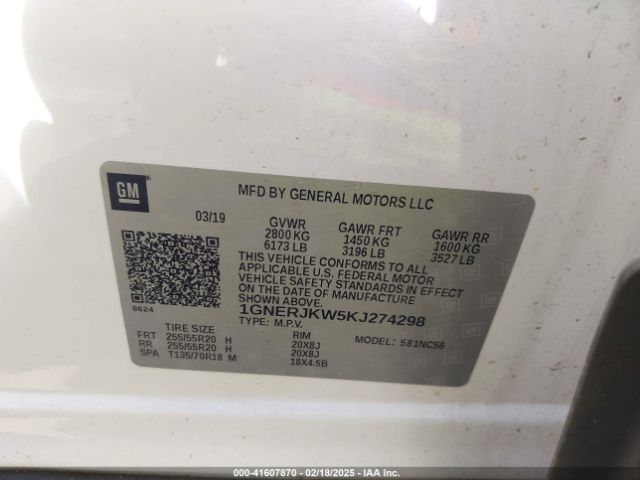 GM
MFD BY GENERAL MOTORS LLC
03/19 GVWR GAWR FRT GAWR RR
2800 KG 1450 KG 1600 KG
6173 LB 3196 LB 3527 LB
THIS VEHICLE CONFORMS TO ALL
APPLICABLE U.S. FEDERAL MOTOR
VEHICLE SAFETY STANDARDS IN EFFECT
ON THE DATE OF MANUFACTURE
SHOWN ABOVE.
1GNERJKW5KJ274298
8624 TYPE: M.P.V. MODEL: 581NC56
TIRE SIZE RIM
FRT 255/55R20 H 20X8J
RR 255/55R20 H 20X8J
SPA T135/70R18 M 18X4.5B
00-41607870 / 02/18/2025 / IAA, Inc.